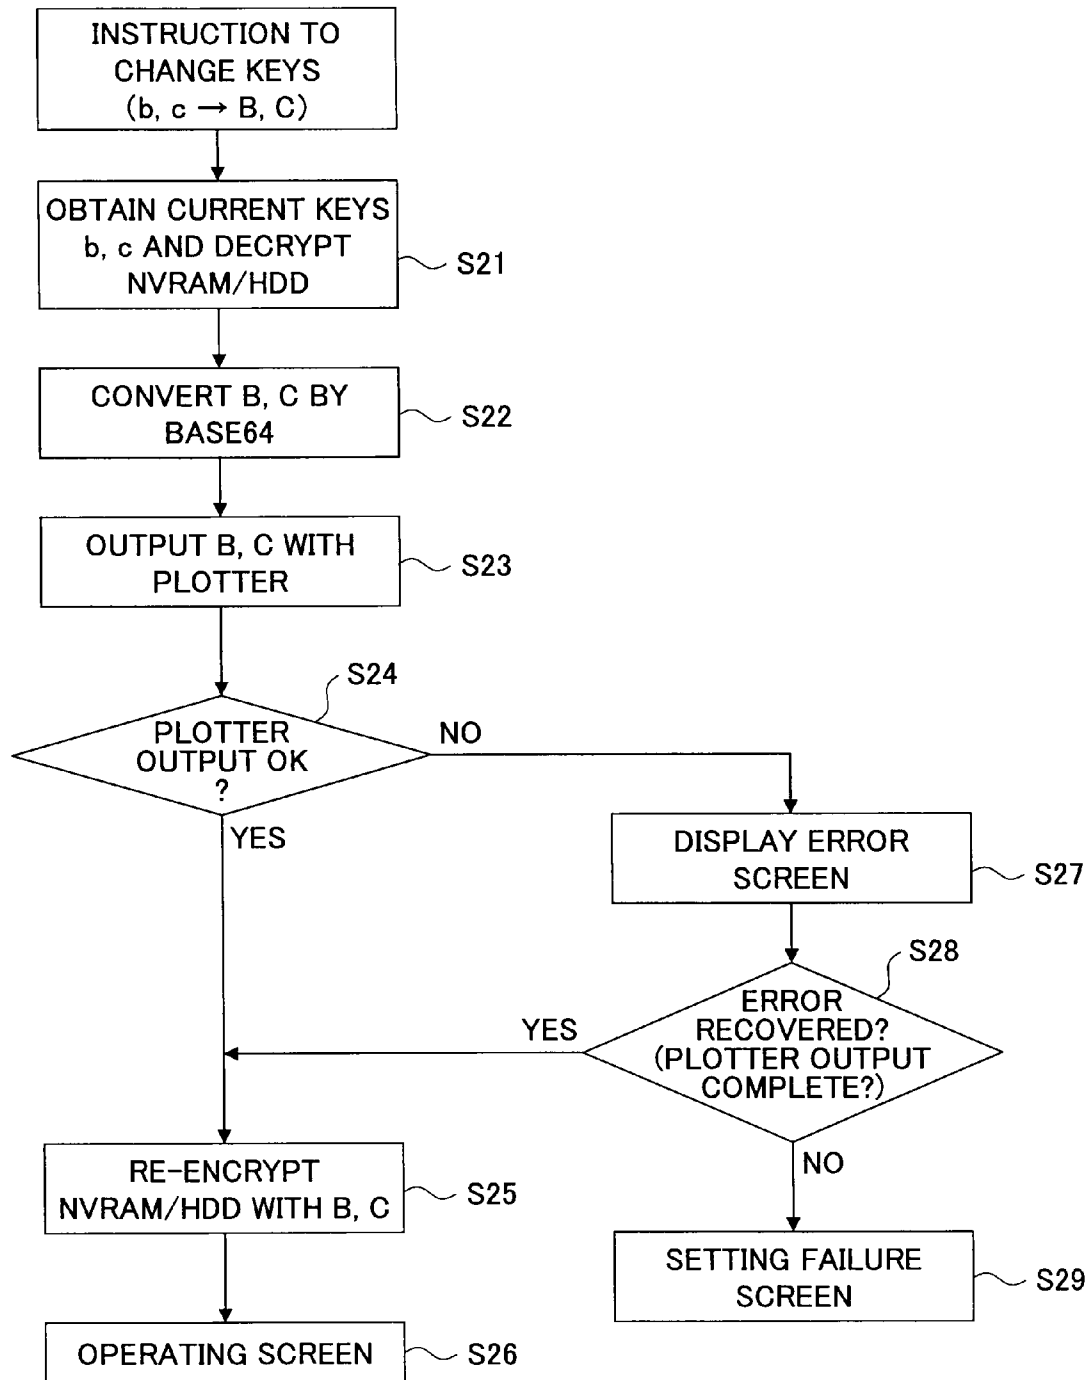 INSTRUCTION TO
CHANGE KEYS
(b, c → B, C)
OBTAIN CURRENT KEYS
b, c AND DECRYPT
NVRAM/HDD
S21
CONVERT B, C BY
BASE64
S22
OUTPUT B, C WITH
PLOTTER
S23
S24
PLOTTER
OUTPUT OK
?
NO
YES
DISPLAY ERROR
SCREEN
S27
S28
ERROR
RECOVERED?
(PLOTTER OUTPUT
COMPLETE?)
YES
NO
RE-ENCRYPT
NVRAM/HDD WITH B, C
S25
SETTING FAILURE
SCREEN
S29
OPERATING SCREEN
S26